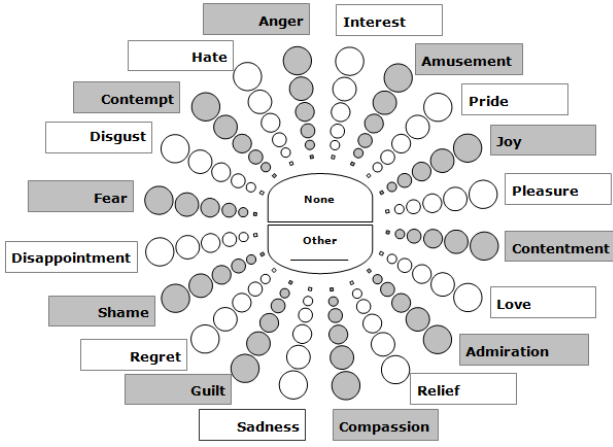 Anger
Interest
Hate
Amusement
Contempt
Pride
Disgust
Joy
Fear
Pleasure
None
Other
Disappointment
Contentment
Shame
Love
Regret
Admiration
Guilt
Relief
Sadness
Compassion